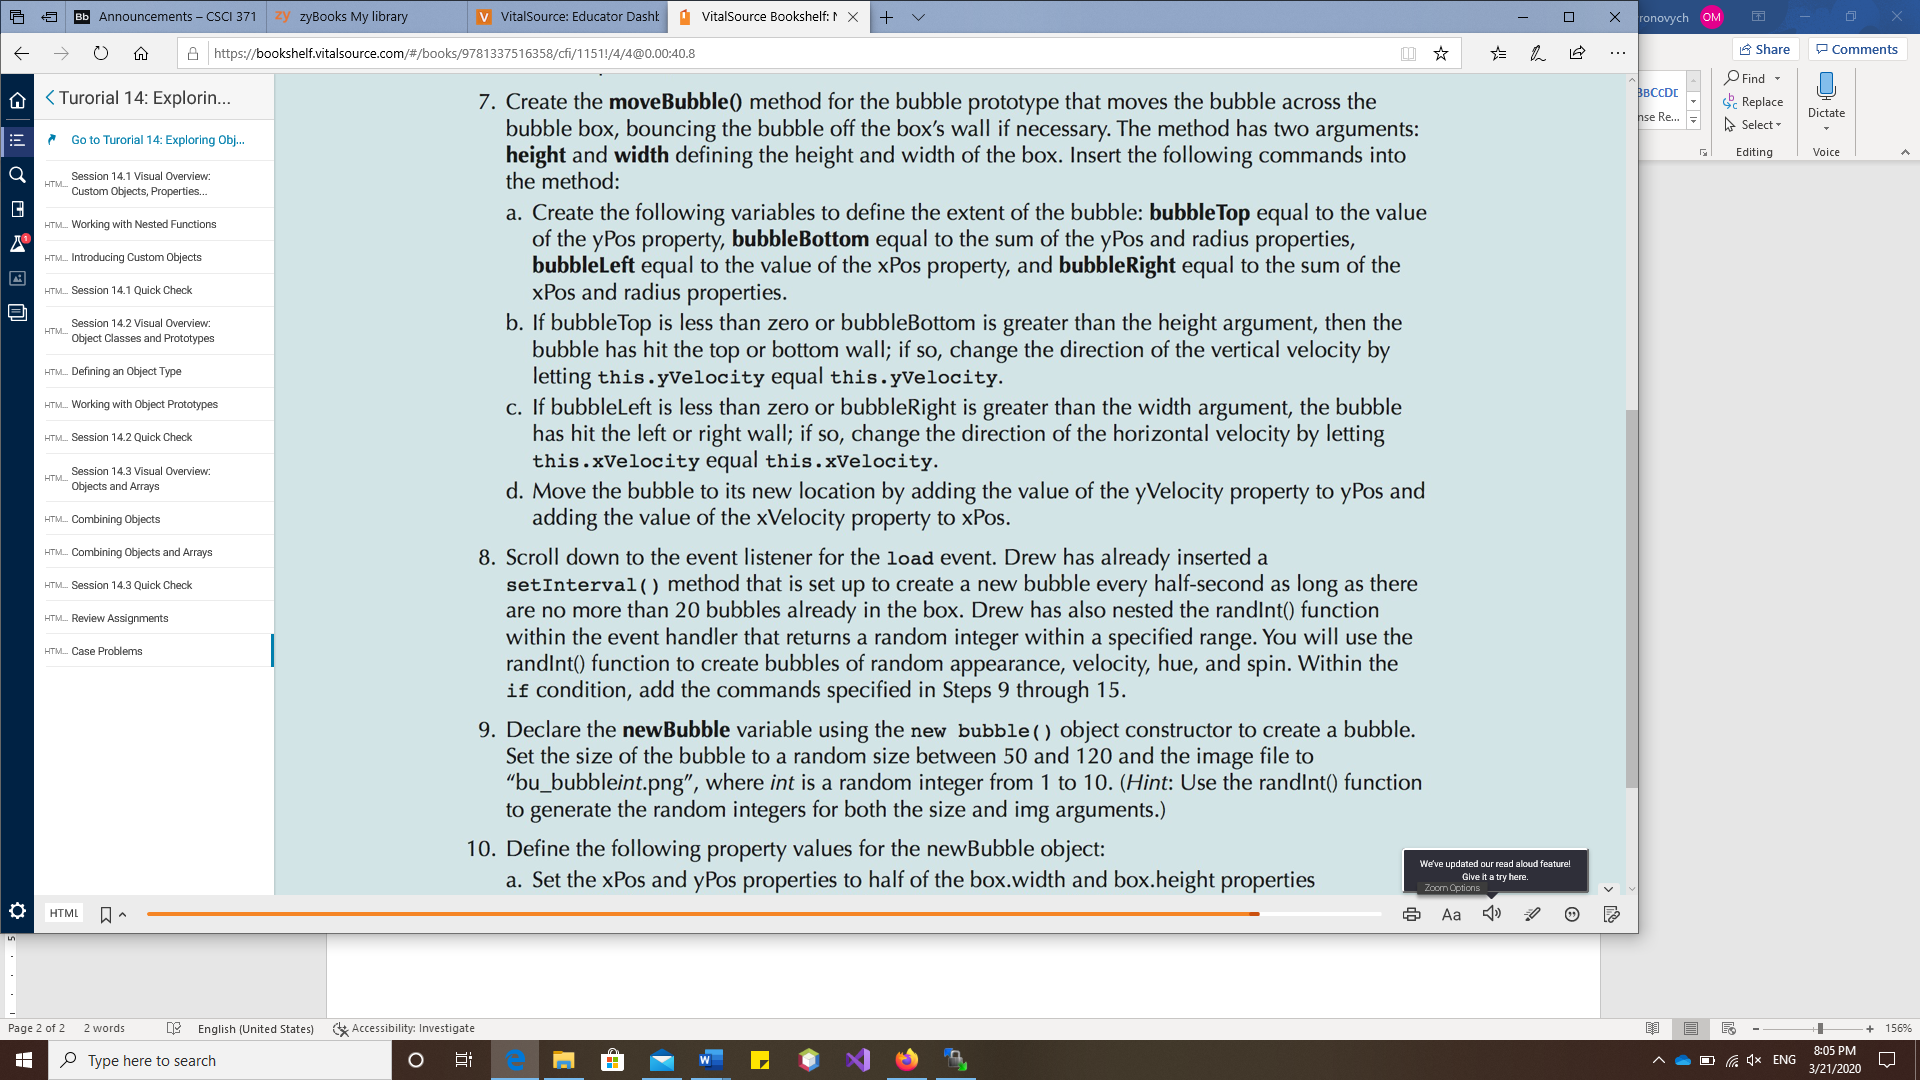 Announcements – CSCI 371
zyBooks My library
VitalSource: Educator Dashb
VitalSource Bookshelf: N
ronovych
OM
https://bookshelf.vitalsource.com/#/books/9781337516358/cfi/1151!/4/4@0.00:40.8
Share
Comments
Find
Replace
Select
Editing
Dictate
Voice
nse Re...
Turorial 14: Explorin...
Go to Turorial 14: Exploring Obj...
HTM... Session 14.1 Visual Overview:
Custom Objects, Properties...
HTM... Working with Nested Functions
HTM... Introducing Custom Objects
HTM... Session 14.1 Quick Check
HTM... Session 14.2 Visual Overview:
Object Classes and Prototypes
HTM... Defining an Object Type
HTM... Working with Object Prototypes
HTM... Session 14.2 Quick Check
HTM... Session 14.3 Visual Overview:
Objects and Arrays
HTM... Combining Objects
HTM... Combining Objects and Arrays
HTM... Session 14.3 Quick Check
HTM... Review Assignments
HTM... Case Problems
7. Create the moveBubble() method for the bubble prototype that moves the bubble across the
bubble box, bouncing the bubble off the box's wall if necessary. The method has two arguments:
height and width defining the height and width of the box. Insert the following commands into
the method:
a. Create the following variables to define the extent of the bubble: bubbleTop equal to the value
of the yPos property, bubbleBottom equal to the sum of the yPos and radius properties,
bubbleLeft equal to the value of the xPos property, and bubbleRight equal to the sum of the
xPos and radius properties.
b. If bubbleTop is less than zero or bubbleBottom is greater than the height argument, then the
bubble has hit the top or bottom wall; if so, change the direction of the vertical velocity by
letting this.yVelocity equal this.yVelocity.
c. If bubbleLeft is less than zero or bubbleRight is greater than the width argument, the bubble
has hit the left or right wall; if so, change the direction of the horizontal velocity by letting
this.xVelocity equal this.xVelocity.
d. Move the bubble to its new location by adding the value of the yVelocity property to yPos and
adding the value of the xVelocity property to xPos.
8. Scroll down to the event listener for the load event. Drew has already inserted a
setInterval() method that is set up to create a new bubble every half-second as long as there
are no more than 20 bubbles already in the box. Drew has also nested the randInt() function
within the event handler that returns a random integer within a specified range. You will use the
randInt() function to create bubbles of random appearance, velocity, hue, and spin. Within the
if condition, add the commands specified in Steps 9 through 15.
9. Declare the newBubble variable using the new bubble() object constructor to create a bubble.
Set the size of the bubble to a random size between 50 and 120 and the image file to
“bu_bubbleint.png”, where int is a random integer from 1 to 10. (Hint: Use the randInt() function
to generate the random integers for both the size and img arguments.)
10. Define the following property values for the newBubble object:
a. Set the xPos and yPos properties to half of the box.width and box.height properties
We've updated our read aloud feature!
Give it a try here.
Zoom Options
HTML
Aa
Page 2 of 2
2 words
English (United States)
Accessibility: Investigate
156%
Type here to search
ENG
8:05 PM
3/21/2020